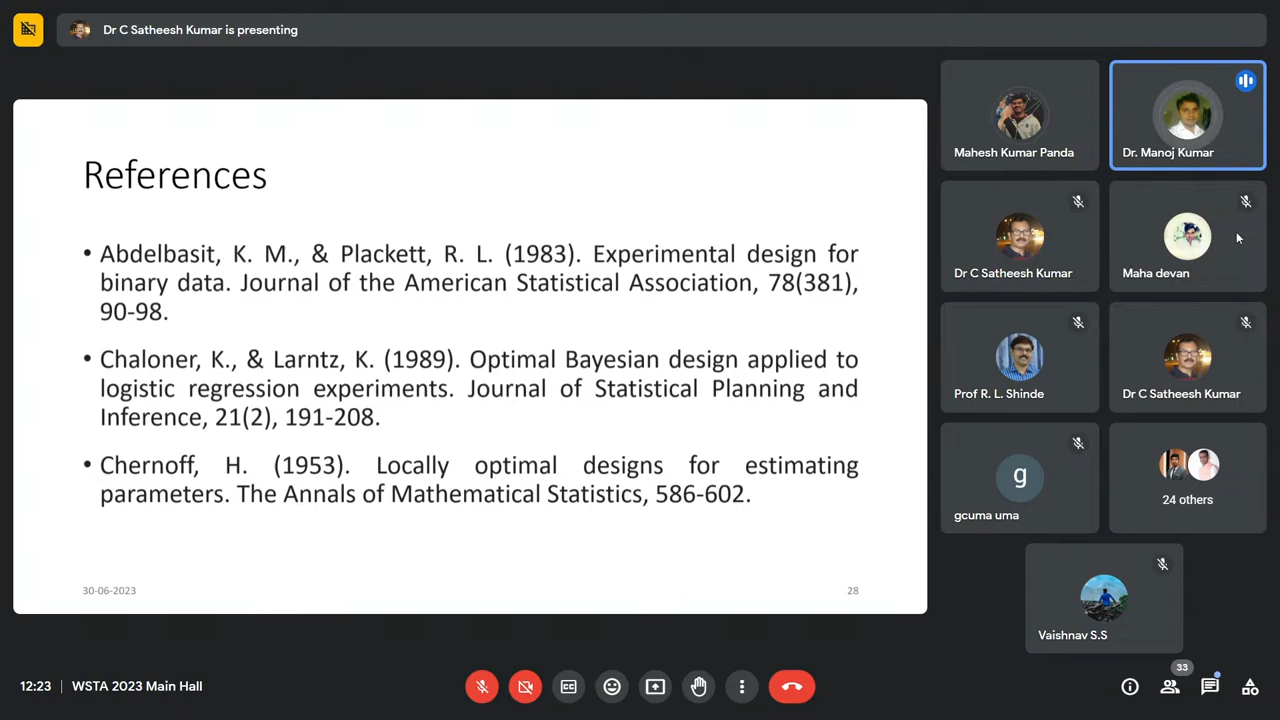 Dr C Satheesh Kumar is presenting
References
• Abdelbasit, K. M., & Plackett, R. L. (1983). Experimental design for
binary data. Journal of the American Statistical Association, 78(381),
90-98.
• Chaloner, K., & Larntz, K. (1989). Optimal Bayesian design applied to
logistic regression experiments. Journal of Statistical Planning and
Inference, 21(2), 191-208.
• Chernoff, H. (1953). Locally optimal designs for estimating
parameters. The Annals of Mathematical Statistics, 586-602.
30-06-2023
28
Mahesh Kumar Panda
Dr. Manoj Kumar
Dr C Satheesh Kumar
Maha devan
Prof R. L. Shinde
Dr C Satheesh Kumar
g
gcuma uma
24 others
Vaishnav S.S
12:23 | WSTA 2023 Main Hall
CC
33